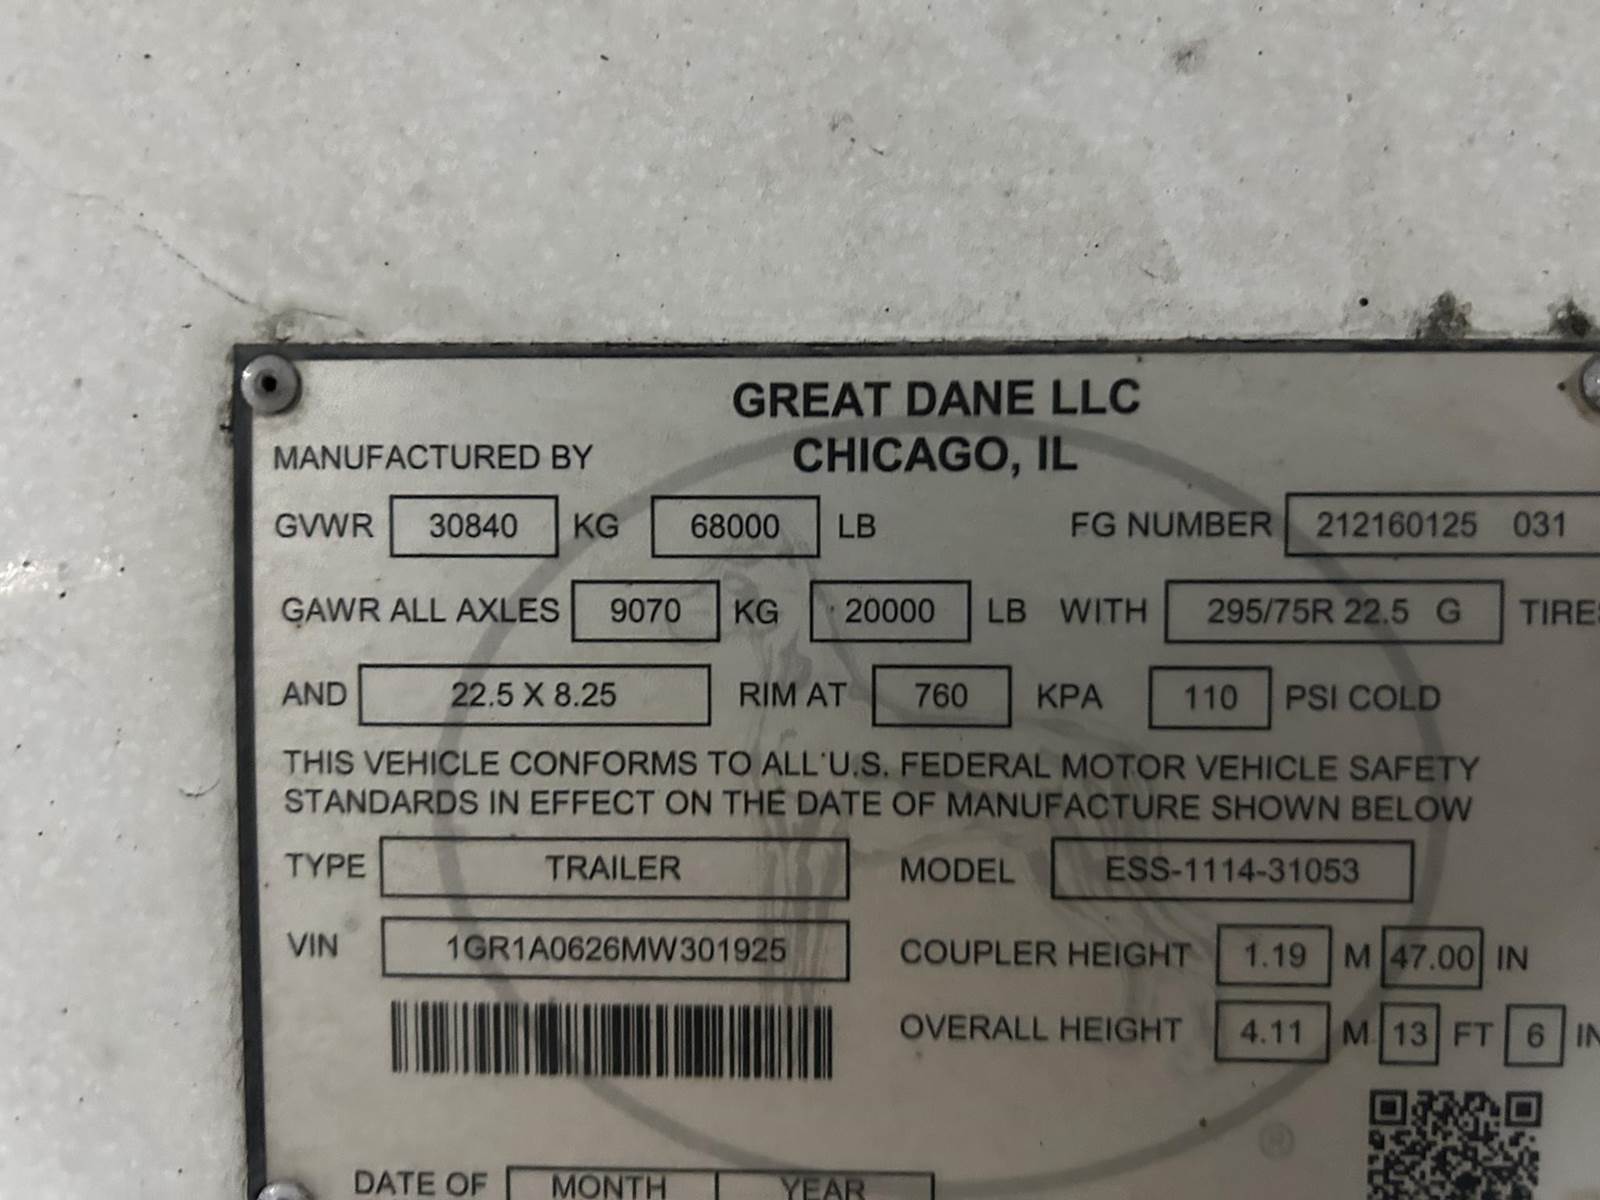 GREAT DANE LLC
MANUFACTURED BY CHICAGO, IL
GVWR 30840 KG 68000 LB FG NUMBER 212160125 031
GAWR ALL AXLES 9070 KG 20000 LB WITH 295/75R 22.5 G TIRES
AND 22.5 X 8.25 RIM AT 760 KPA 110 PSI COLD
THIS VEHICLE CONFORMS TO ALL U.S. FEDERAL MOTOR VEHICLE SAFETY
STANDARDS IN EFFECT ON THE DATE OF MANUFACTURE SHOWN BELOW
TYPE TRAILER MODEL ESS-1114-31053
VIN 1GR1A0626MW301925 COUPLER HEIGHT 1.19 M 47.00 IN
OVERALL HEIGHT 4.11 M 13 FT 6 IN
®
DATE OF MONTH YEAR